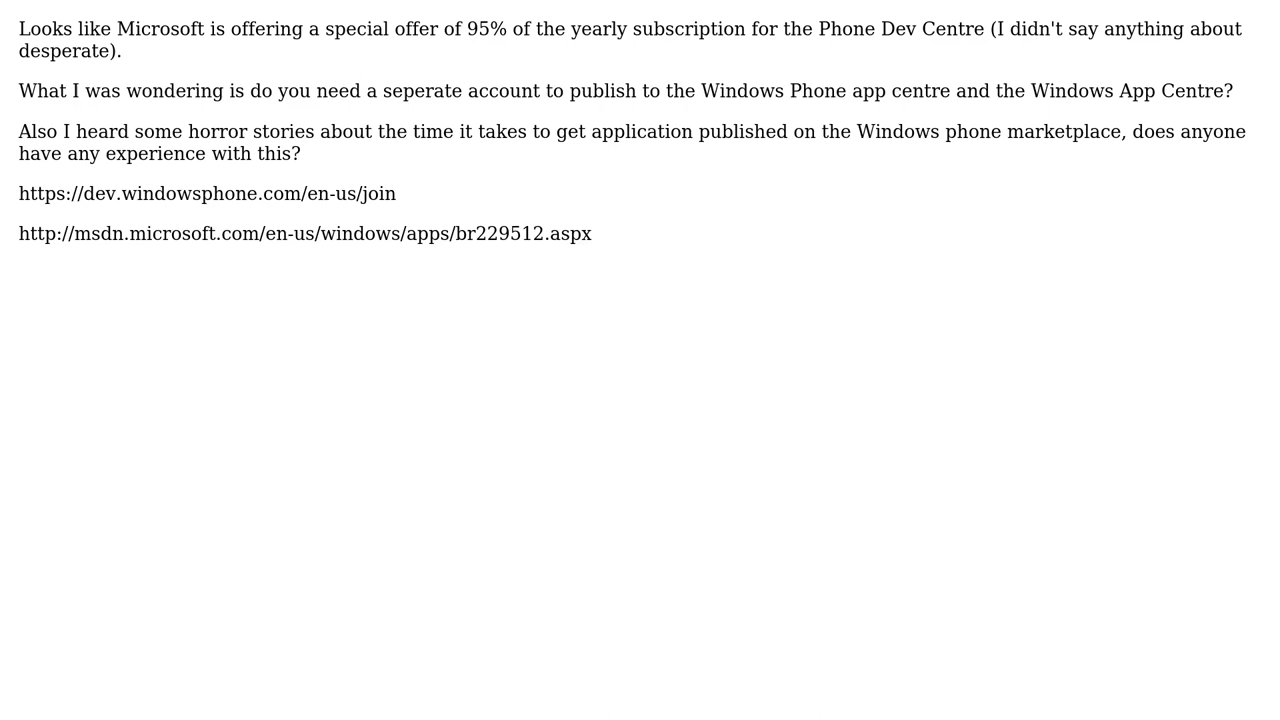 Looks like Microsoft is offering a special offer of 95% of the yearly subscription for the Phone Dev Centre (I didn't say anything about
desperate).
What I was wondering is do you need a seperate account to publish to the Windows Phone app centre and the Windows App Centre?
Also I heard some horror stories about the time it takes to get application published on the Windows phone marketplace, does anyone
have any experience with this?
https://dev.windowsphone.com/en-us/join
http://msdn.microsoft.com/en-us/windows/apps/br229512.aspx